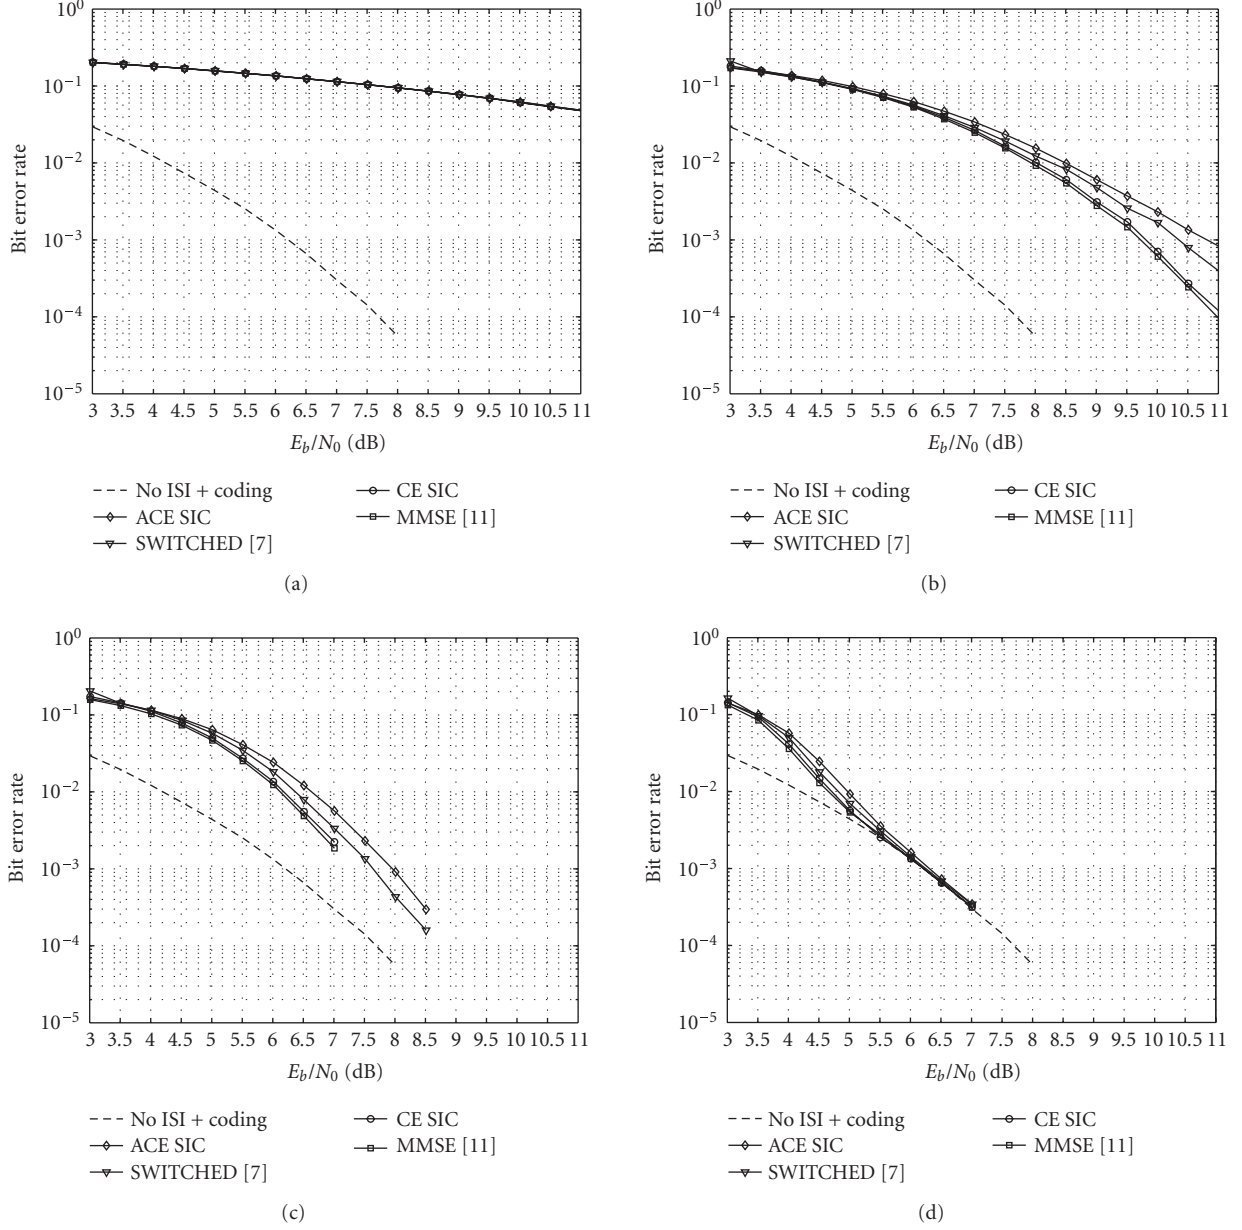 10^0
10^−1
10^−2
10^−3
10^−4
10^−5
Bit error rate
3 3.5 4 4.5 5 5.5 6 6.5 7 7.5 8 8.5 9 9.5 10 10.5 11
E_b/N_0 (dB)
No ISI + coding
ACE SIC
SWITCHED [7]
CE SIC
MMSE [11]
(a)
10^0
10^−1
10^−2
10^−3
10^−4
10^−5
Bit error rate
3 3.5 4 4.5 5 5.5 6 6.5 7 7.5 8 8.5 9 9.5 10 10.5 11
E_b/N_0 (dB)
No ISI + coding
ACE SIC
SWITCHED [7]
CE SIC
MMSE [11]
(b)
10^0
10^−1
10^−2
10^−3
10^−4
10^−5
Bit error rate
3 3.5 4 4.5 5 5.5 6 6.5 7 7.5 8 8.5 9 9.5 10 10.5 11
E_b/N_0 (dB)
No ISI + coding
ACE SIC
SWITCHED [7]
CE SIC
MMSE [11]
(c)
10^0
10^−1
10^−2
10^−3
10^−4
10^−5
Bit error rate
3 3.5 4 4.5 5 5.5 6 6.5 7 7.5 8 8.5 9 9.5 10 10.5 11
E_b/N_0 (dB)
No ISI + coding
ACE SIC
SWITCHED [7]
CE SIC
MMSE [11]
(d)